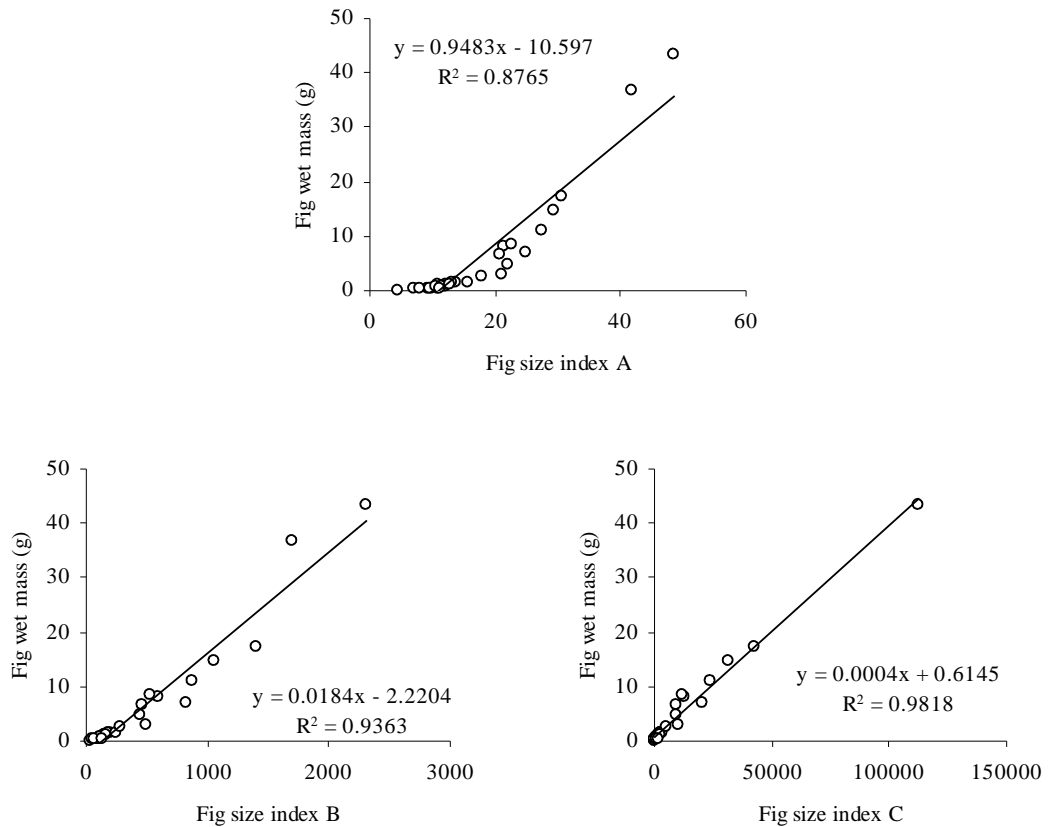 50
40
30
20
10
0
Fig wet mass (g)
y = 0.9483x - 10.597
R² = 0.8765
0 20 40 60
Fig size index A
50
40
30
20
10
0
Fig wet mass (g)
y = 0.0184x - 2.2204
R² = 0.9363
0 1000 2000 3000
Fig size index B
50
40
30
20
10
0
Fig wet mass (g)
y = 0.0004x + 0.6145
R² = 0.9818
0 50000 100000 150000
Fig size index C